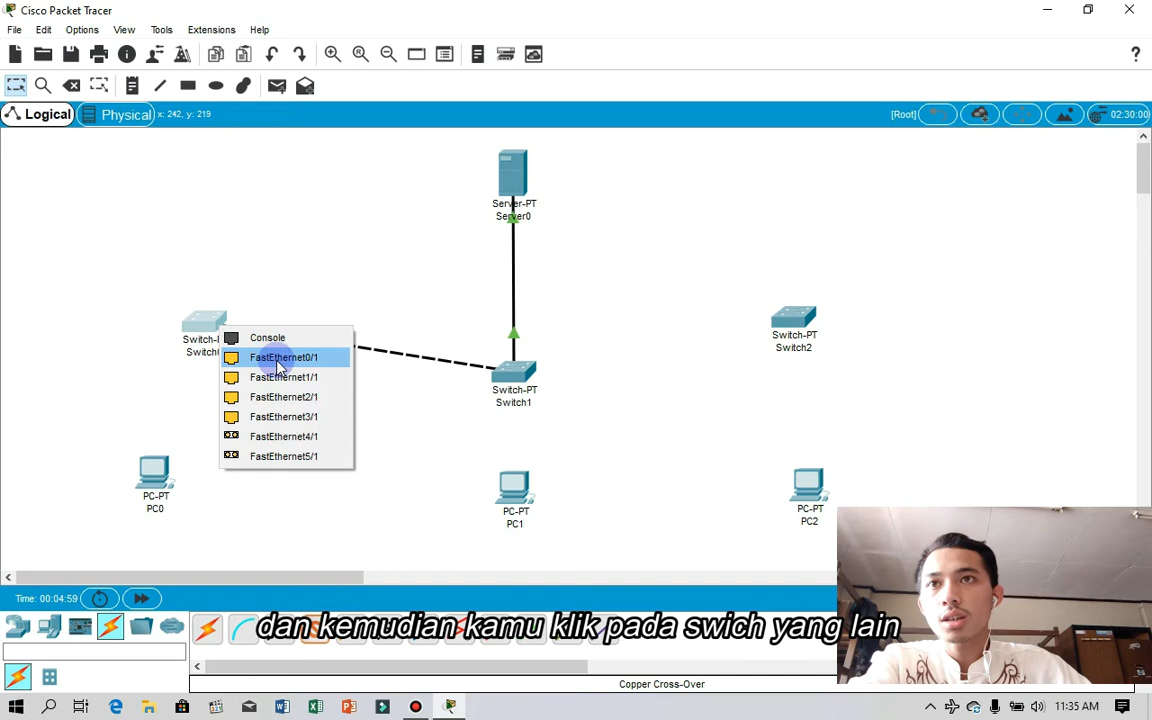 Cisco Packet Tracer
File Edit Options View Tools Extensions Help
?
Logical Physical x: 242, y: 219 [Root] 02:30:00
Server-PT
Server0
Switch-PT
Switch2
Console
FastEthernet0/1
FastEthernet1/1
FastEthernet2/1
FastEthernet3/1
FastEthernet4/1
FastEthernet5/1
Switch-PT
Switch1
PC-PT
PC0
PC-PT
PC1
PC-PT
PC2
Time: 00:04:59
dan kemudian kamu klik pada swich yang lain
Copper Cross-Over
11:35 AM